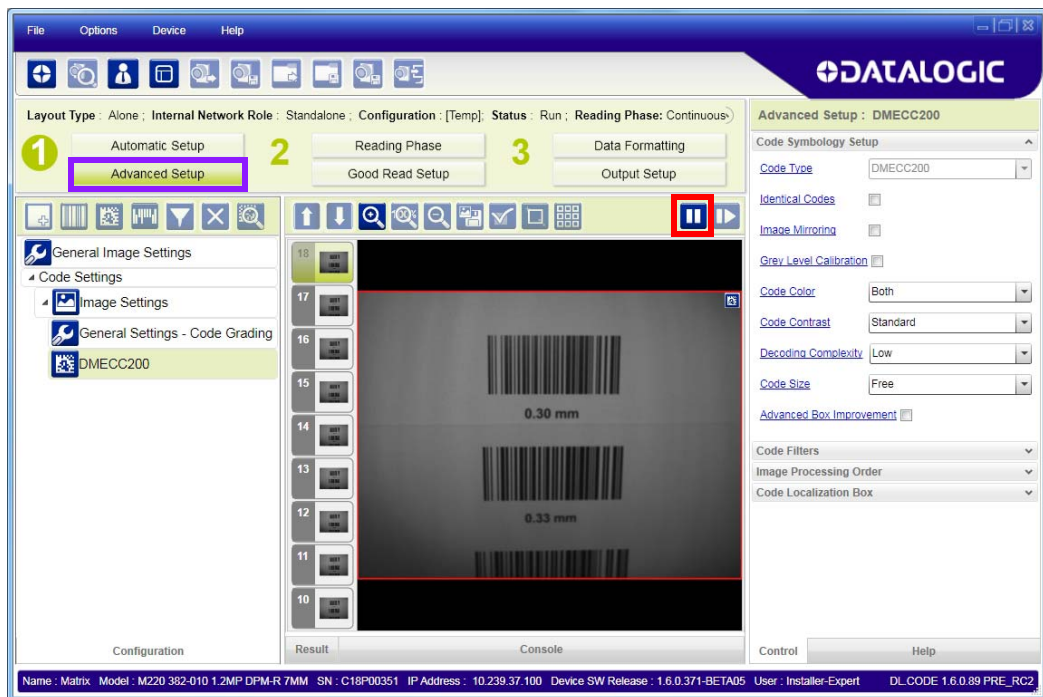 File Options Device Help
DATALOGIC
Layout Type : Alone ; Internal Network Role : Standalone ; Configuration : [Temp]; Status : Run ; Reading Phase: Continuous
1 Automatic Setup 2 Reading Phase 3 Data Formatting
Advanced Setup Good Read Setup Output Setup
General Image Settings
Code Settings
Image Settings
General Settings - Code Grading
DMECC200
Configuration
18
17
16
15
14
13
12
11
10
0.30 mm
0.33 mm
Result Console
Advanced Setup : DMECC200
Code Symbology Setup
Code Type DMECC200
Identical Codes
Image Mirroring
Grey Level Calibration
Code Color Both
Code Contrast Standard
Decoding Complexity Low
Code Size Free
Advanced Box Improvement
Code Filters
Image Processing Order
Code Localization Box
Control Help
Name : Matrix Model : M220 382-010 1.2MP DPM-R 7MM SN : C18P00351 IP Address : 10.239.37.100 Device SW Release : 1.6.0.371-BETA05 User : Installer-Expert DL.CODE 1.6.0.89 PRE_RC2